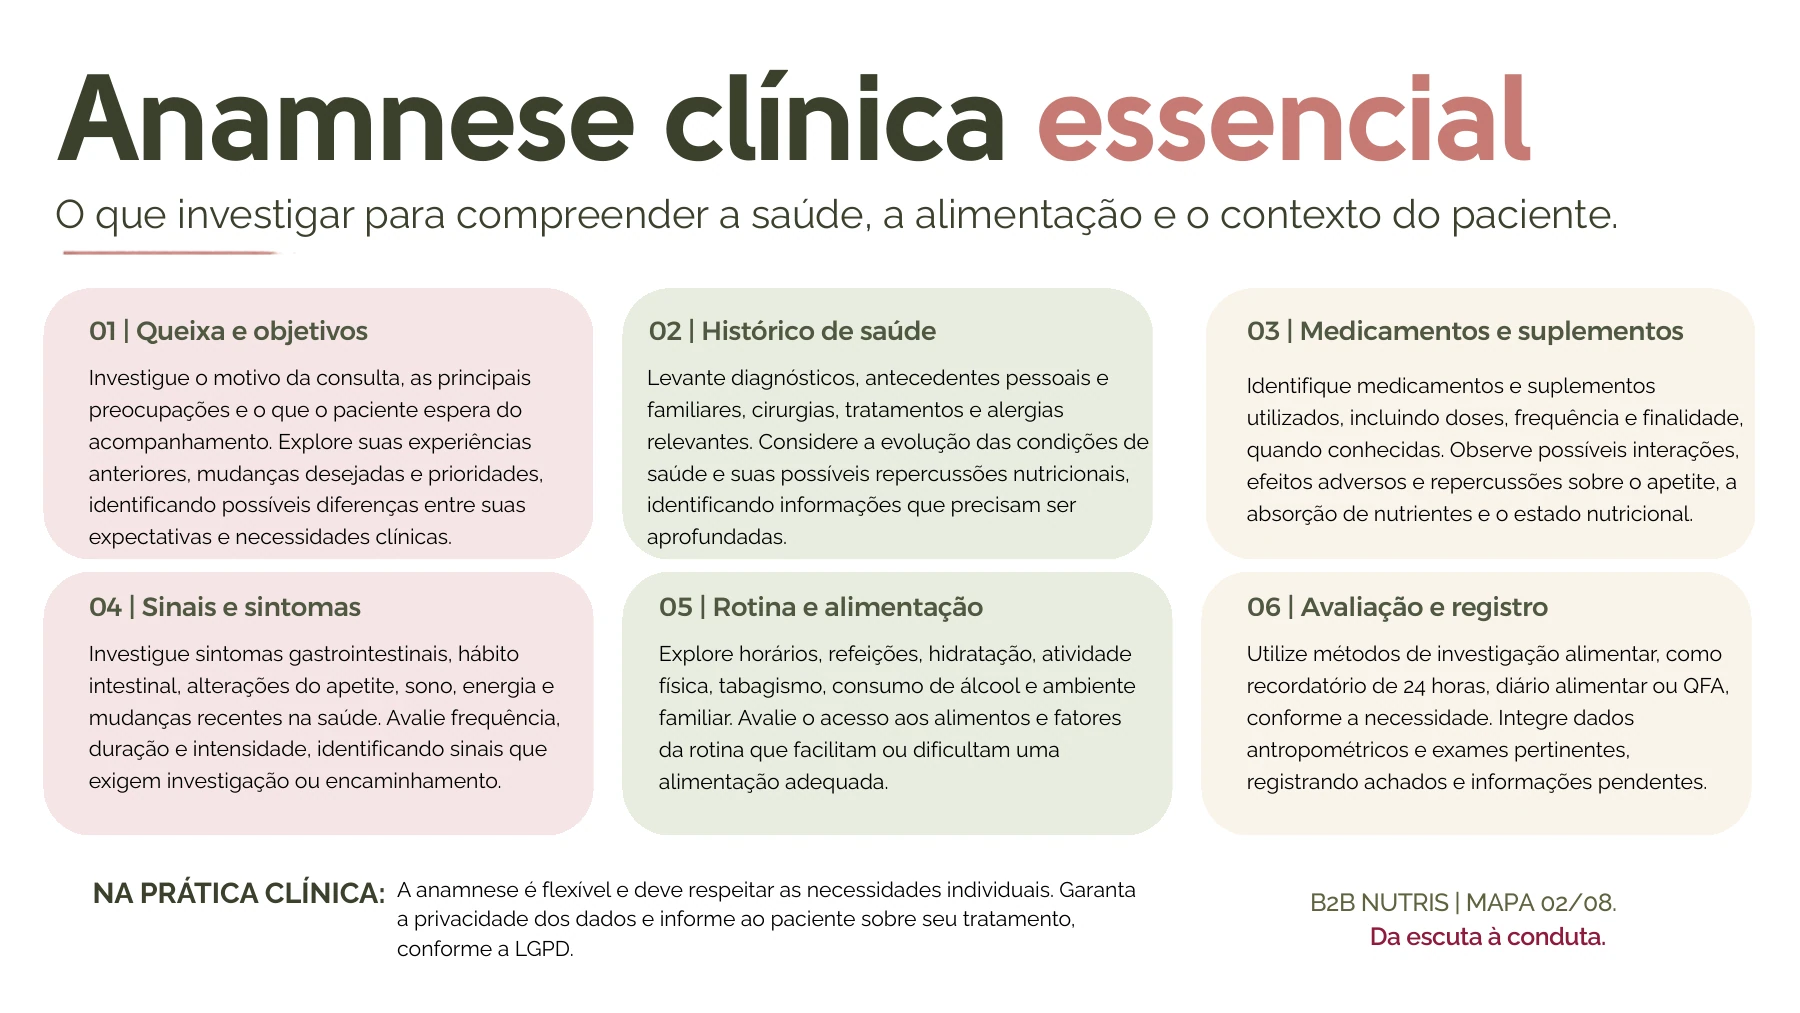 Anamnese clínica essencial
O que investigar para compreender a saúde, a alimentação e o contexto do paciente.
01 | Queixa e objetivos
Investigue o motivo da consulta, as principais
preocupações e o que o paciente espera do
acompanhamento. Explore suas experiências
anteriores, mudanças desejadas e prioridades,
identificando possíveis diferenças entre suas
expectativas e necessidades clínicas.
02 | Histórico de saúde
Levante diagnósticos, antecedentes pessoais e
familiares, cirurgias, tratamentos e alergias
relevantes. Considere a evolução das condições de
saúde e suas possíveis repercussões nutricionais,
identificando informações que precisam ser
aprofundadas.
03 | Medicamentos e suplementos
Identifique medicamentos e suplementos
utilizados, incluindo doses, frequência e finalidade,
quando conhecidas. Observe possíveis interações,
efeitos adversos e repercussões sobre o apetite, a
absorção de nutrientes e o estado nutricional.
04 | Sinais e sintomas
Investigue sintomas gastrointestinais, hábito
intestinal, alterações do apetite, sono, energia e
mudanças recentes na saúde. Avalie frequência,
duração e intensidade, identificando sinais que
exigem investigação ou encaminhamento.
05 | Rotina e alimentação
Explore horários, refeições, hidratação, atividade
física, tabagismo, consumo de álcool e ambiente
familiar. Avalie o acesso aos alimentos e fatores
da rotina que facilitam ou dificultam uma
alimentação adequada.
06 | Avaliação e registro
Utilize métodos de investigação alimentar, como
recordatório de 24 horas, diário alimentar ou QFA,
conforme a necessidade. Integre dados
antropométricos e exames pertinentes,
registrando achados e informações pendentes.
NA PRÁTICA CLÍNICA:
A anamnese é flexível e deve respeitar as necessidades individuais. Garanta
a privacidade dos dados e informe ao paciente sobre seu tratamento,
conforme a LGPD.
B2B NUTRIS | MAPA 02/08.
Da escuta à conduta.